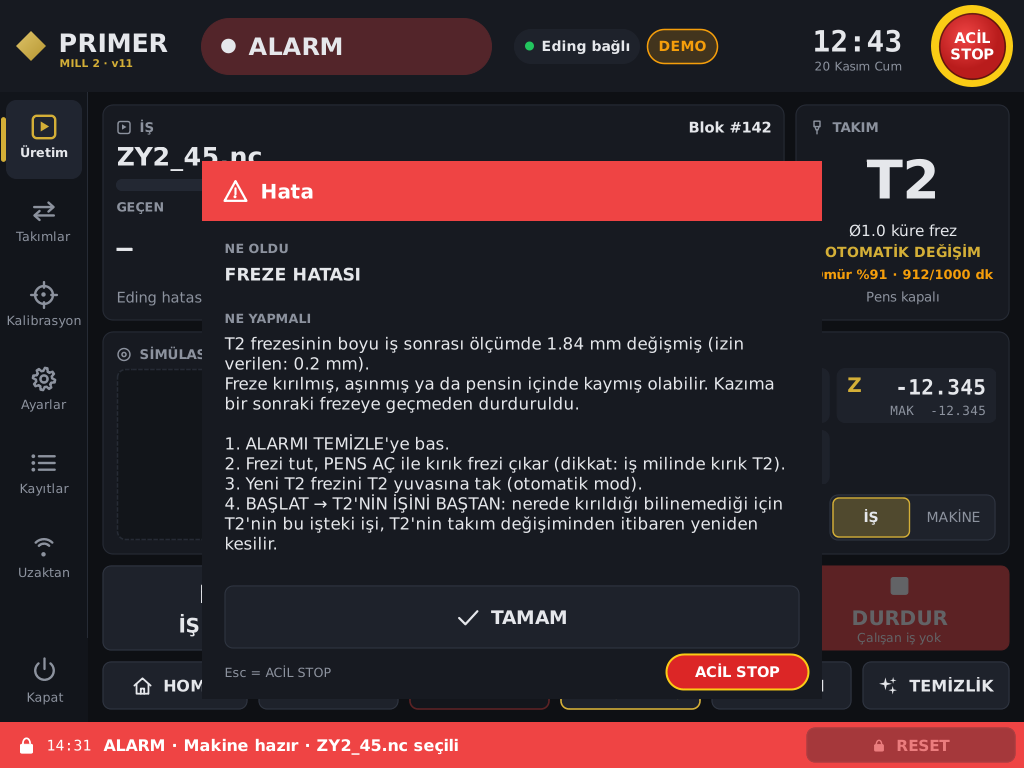 PRIMER
MILL 2 · v11
ALARM
Eding bağlı
DEMO
12:43
20 Kasım Cum
ACİL
STOP
Üretim
Takımlar
Kalibrasyon
Ayarlar
Kayıtlar
Uzaktan
Kapat
İŞ
Blok #142
ZY2_45.nc
GEÇEN
—
Eding hatas
TAKIM
T2
Ø1.0 küre frez
OTOMATİK DEĞİŞİM
mür %91 · 912/1000 dk
Pens kapalı
SİMÜLAS
Z
-12.345
MAK -12.345
İŞ
MAKİNE
Hata
NE OLDU
FREZE HATASI
NE YAPMALI
T2 frezesinin boyu iş sonrası ölçümde 1.84 mm değişmiş (izin
verilen: 0.2 mm).
Freze kırılmış, aşınmış ya da pensin içinde kaymış olabilir. Kazıma
bir sonraki frezeye geçmeden durduruldu.
1. ALARMI TEMİZLE'ye bas.
2. Frezi tut, PENS AÇ ile kırık frezi çıkar (dikkat: iş milinde kırık T2).
3. Yeni T2 frezini T2 yuvasına tak (otomatik mod).
4. BAŞLAT → T2'NİN İŞİNİ BAŞTAN: nerede kırıldığı bilinemediği için
T2'nin bu işteki işi, T2'nin takım değişiminden itibaren yeniden
kesilir.
TAMAM
Esc = ACİL STOP
ACİL STOP
İŞ
DURDUR
Çalışan iş yok
HOM
TEMİZLİK
14:31 ALARM · Makine hazır · ZY2_45.nc seçili
RESET